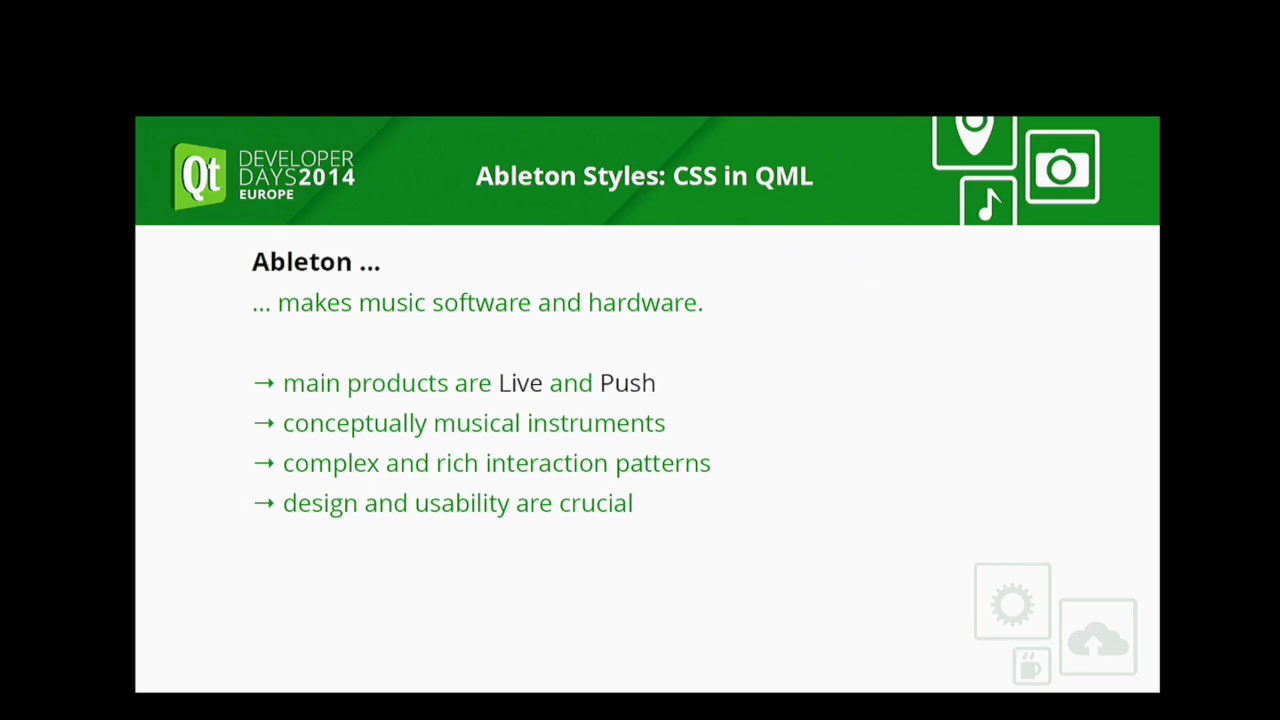 Qt
DEVELOPER
DAYS2014
EUROPE
Ableton Styles: CSS in QML
Ableton ...
... makes music software and hardware.
→ main products are Live and Push
→ conceptually musical instruments
→ complex and rich interaction patterns
→ design and usability are crucial